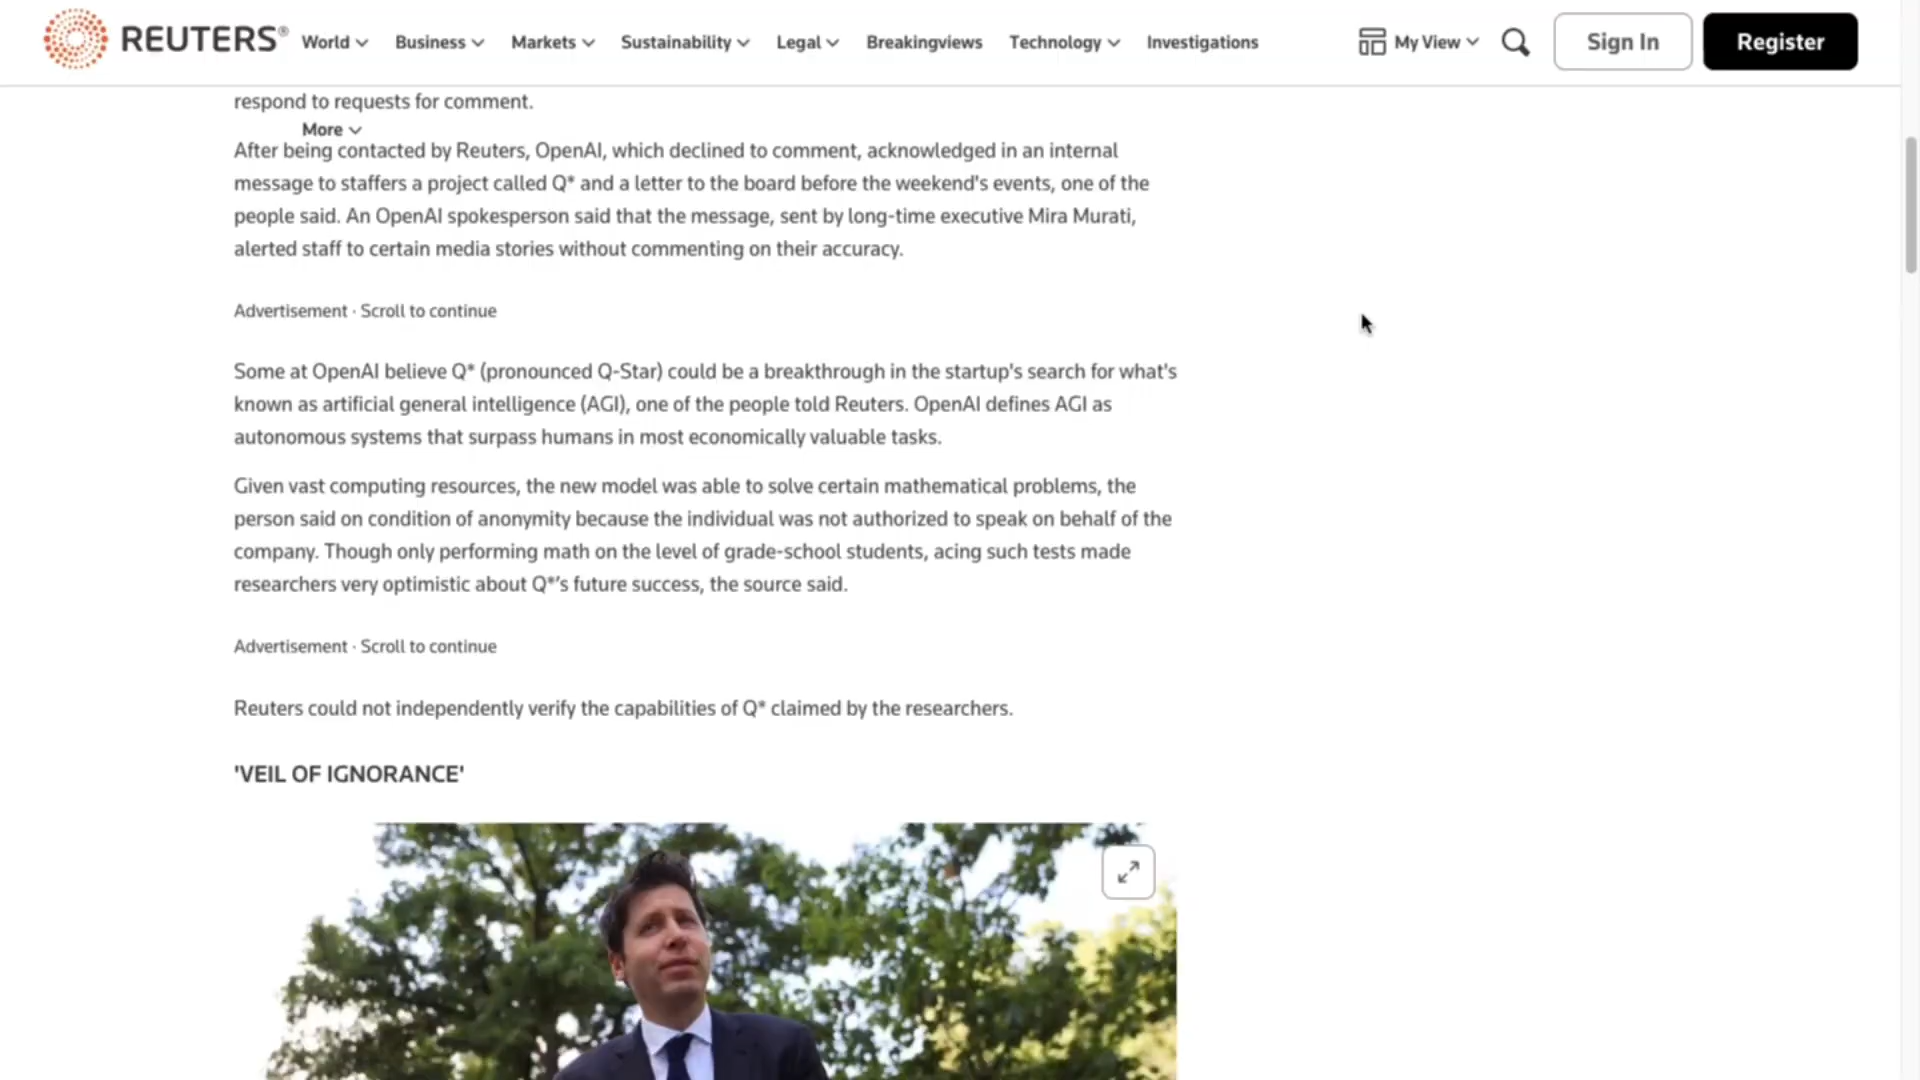 REUTERS®
World
Business
Markets
Sustainability
Legal
Breakingviews
Technology
Investigations
My View
Sign In
Register
respond to requests for comment.
More
After being contacted by Reuters, OpenAI, which declined to comment, acknowledged in an internal
message to staffers a project called Q* and a letter to the board before the weekend's events, one of the
people said. An OpenAI spokesperson said that the message, sent by long-time executive Mira Murati,
alerted staff to certain media stories without commenting on their accuracy.
Advertisement · Scroll to continue
Some at OpenAI believe Q* (pronounced Q-Star) could be a breakthrough in the startup's search for what's
known as artificial general intelligence (AGI), one of the people told Reuters. OpenAI defines AGI as
autonomous systems that surpass humans in most economically valuable tasks.
Given vast computing resources, the new model was able to solve certain mathematical problems, the
person said on condition of anonymity because the individual was not authorized to speak on behalf of the
company. Though only performing math on the level of grade-school students, acing such tests made
researchers very optimistic about Q*’s future success, the source said.
Advertisement · Scroll to continue
Reuters could not independently verify the capabilities of Q* claimed by the researchers.
'VEIL OF IGNORANCE'